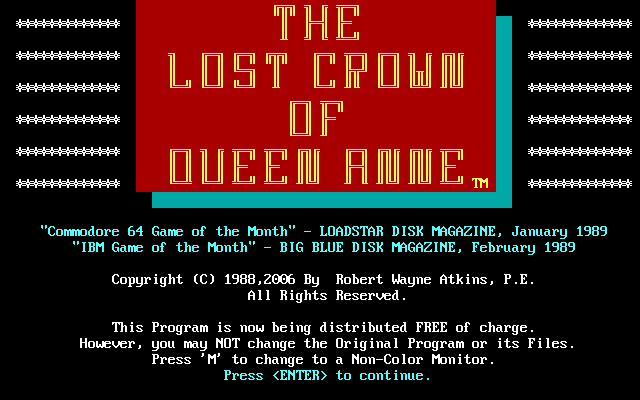 THE
LOST CROWN
OF
QUEEN ANNE™
"Commodore 64 Game of the Month" - LOADSTAR DISK MAGAZINE, January 1989
"IBM Game of the Month" - BIG BLUE DISK MAGAZINE, February 1989
Copyright (C) 1988,2006 By  Robert Wayne Atkins, P.E.
All Rights Reserved.
This Program is now being distributed FREE of charge.
However, you may NOT change the Original Program or its Files.
Press 'M' to change to a Non-Color Monitor.
Press <ENTER> to continue.